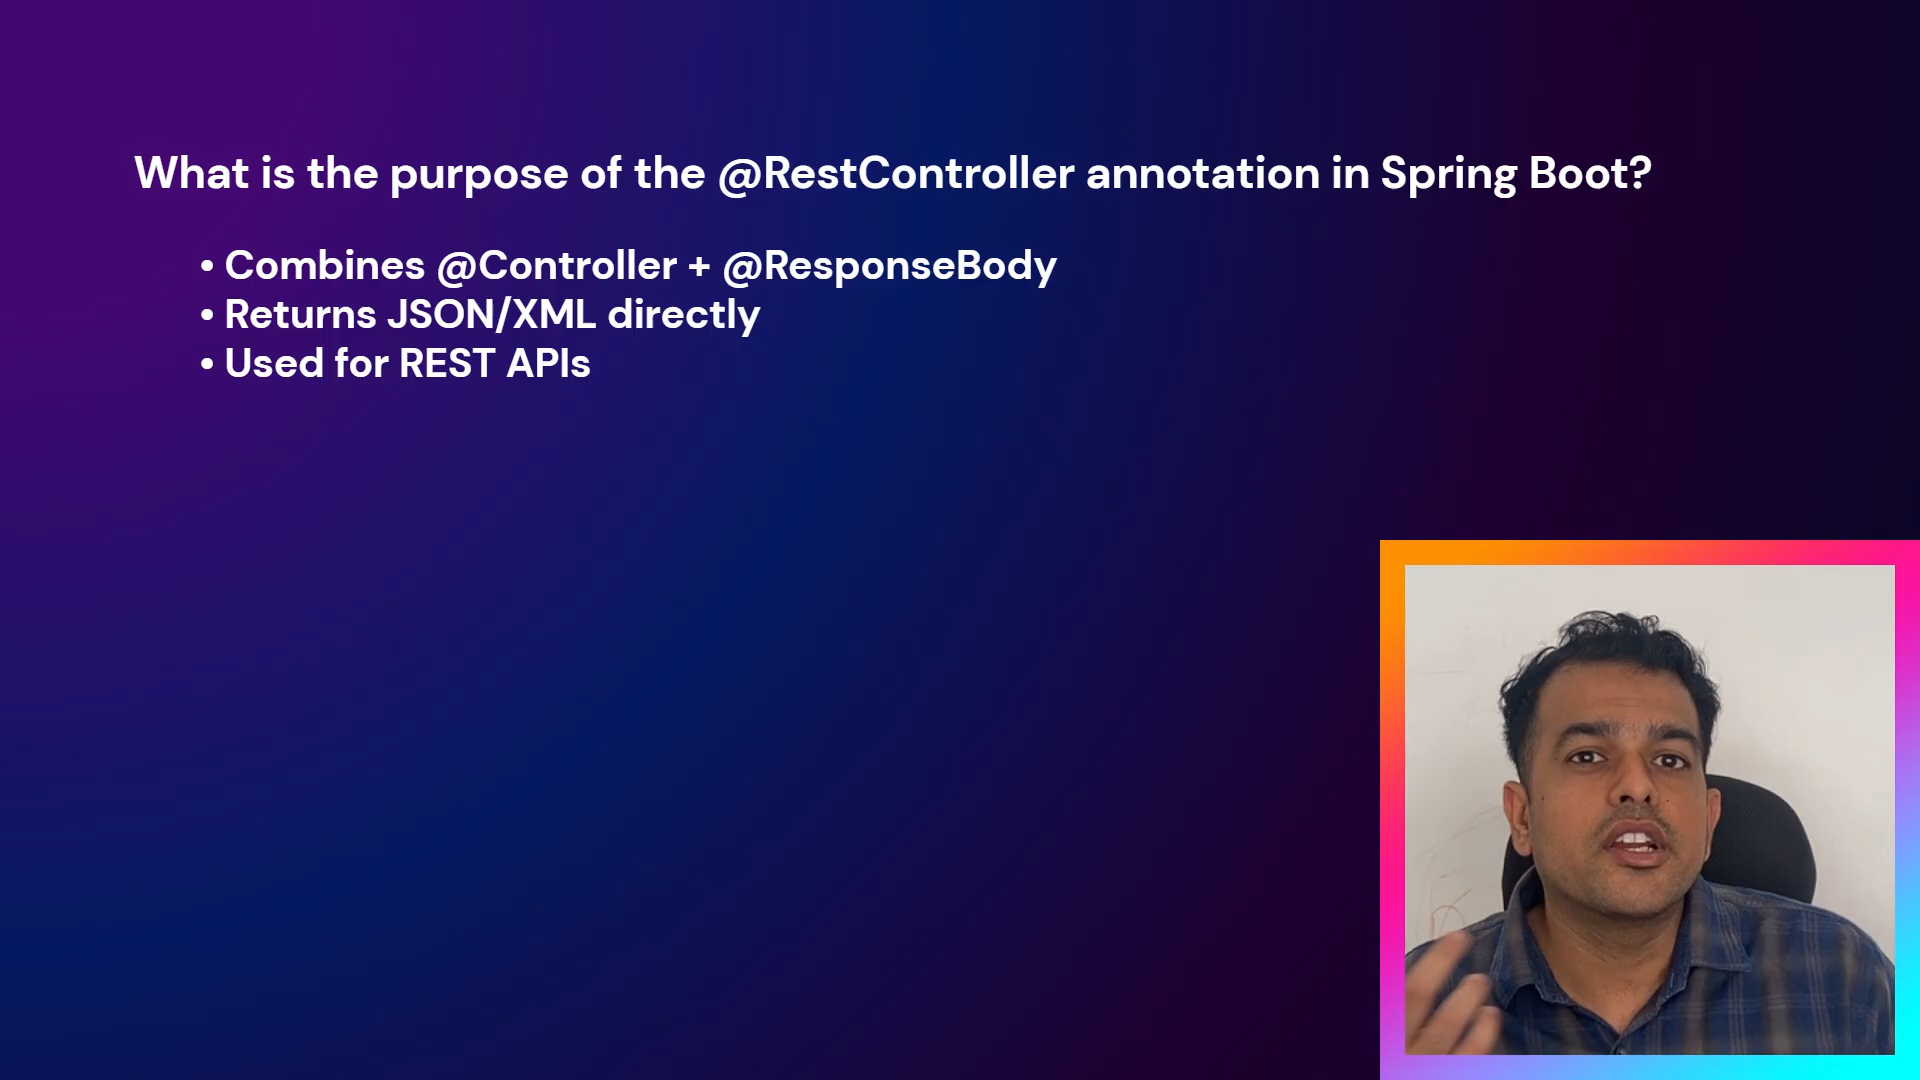 What is the purpose of the @RestController annotation in Spring Boot?
• Combines @Controller + @ResponseBody
• Returns JSON/XML directly
• Used for REST APIs